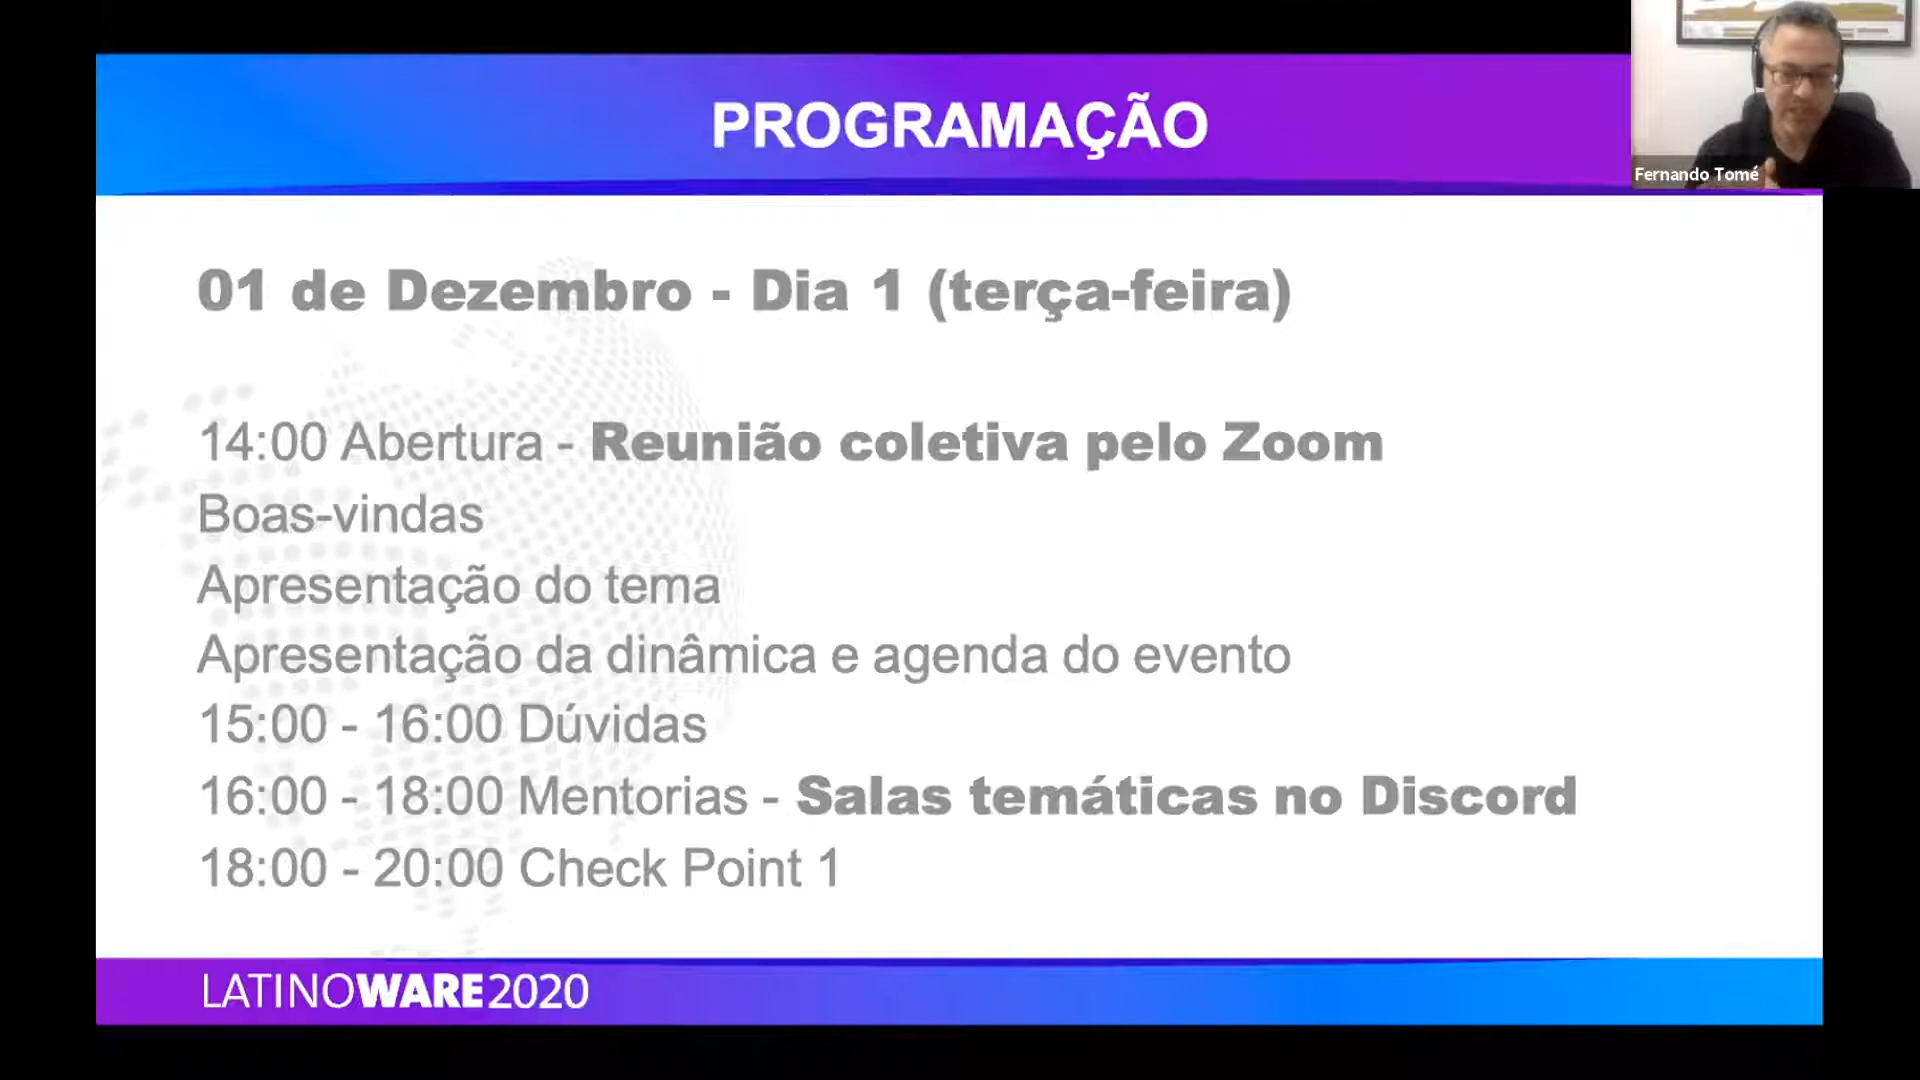 PROGRAMAÇÃO
Fernando Tomé
01 de Dezembro - Dia 1 (terça-feira)
14:00 Abertura - Reunião coletiva pelo Zoom
Boas-vindas
Apresentação do tema
Apresentação da dinâmica e agenda do evento
15:00 - 16:00 Dúvidas
16:00 - 18:00 Mentorias - Salas temáticas no Discord
18:00 - 20:00 Check Point 1
LATINOWARE2020